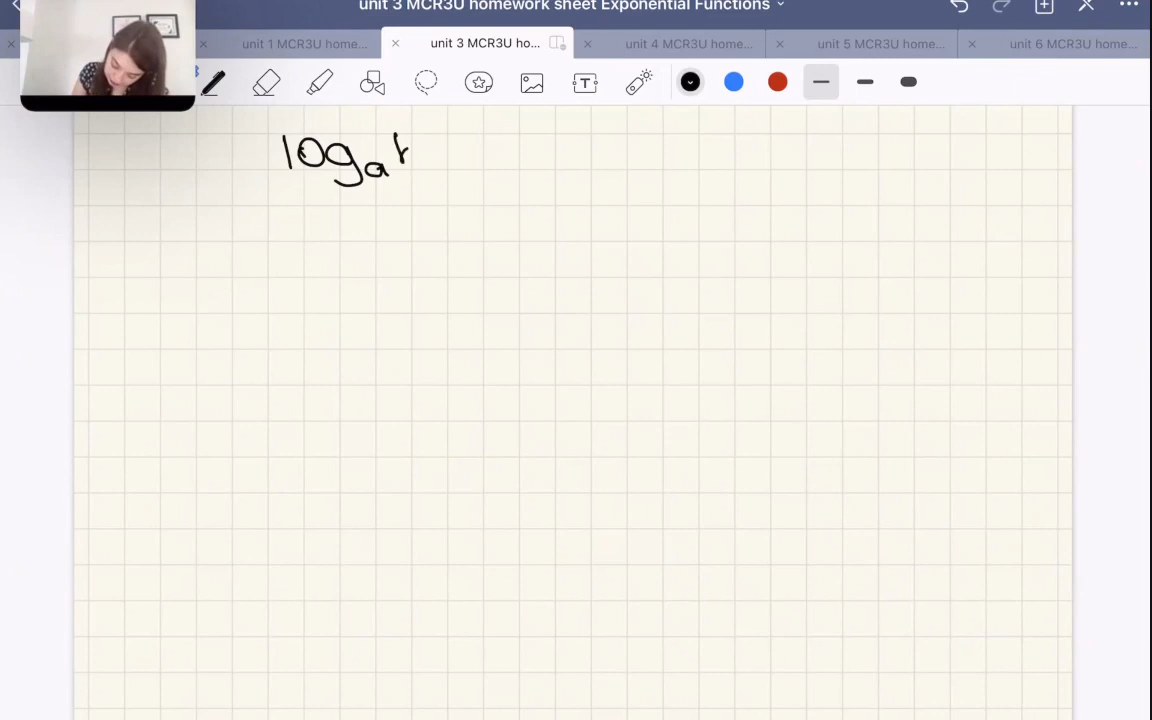 unit 3 MCR3U homework sheet Exponential Functions
unit 1 MCR3U home...
unit 3 MCR3U ho...
unit 4 MCR3U home...
unit 5 MCR3U home...
unit 6 MCR3U home...
T
log_a